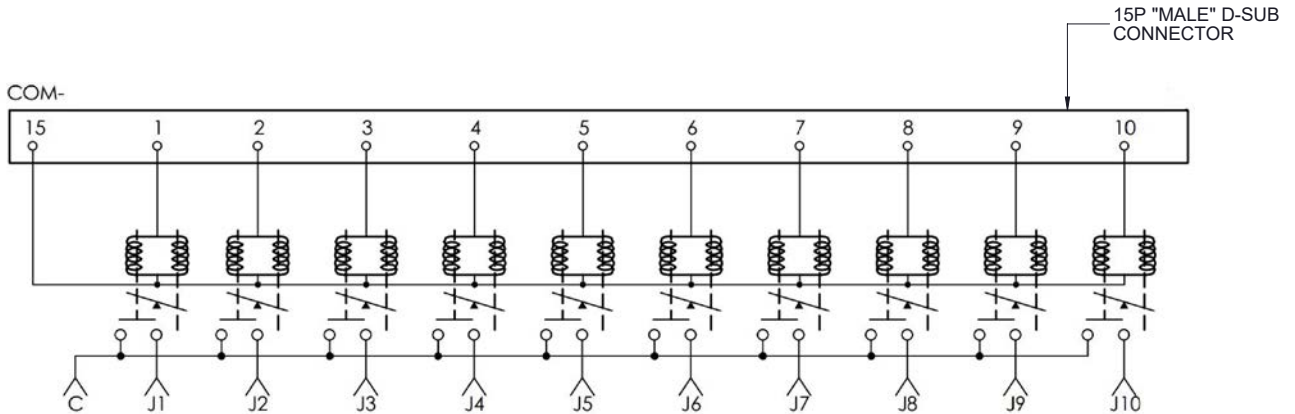 15P "MALE" D-SUB
CONNECTOR
COM-
15 1 2 3 4 5 6 7 8 9 10
C J1 J2 J3 J4 J5 J6 J7 J8 J9 J10